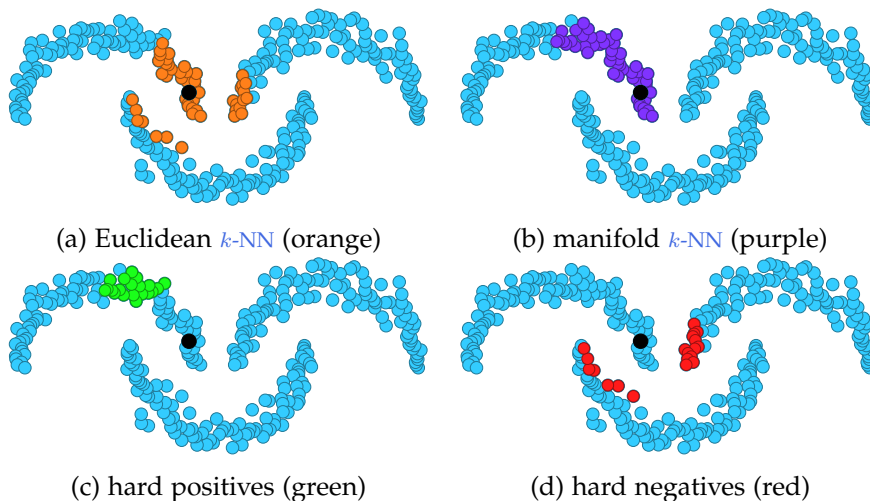 (a) Euclidean k-NN (orange)
(b) manifold k-NN (purple)
(c) hard positives (green)
(d) hard negatives (red)